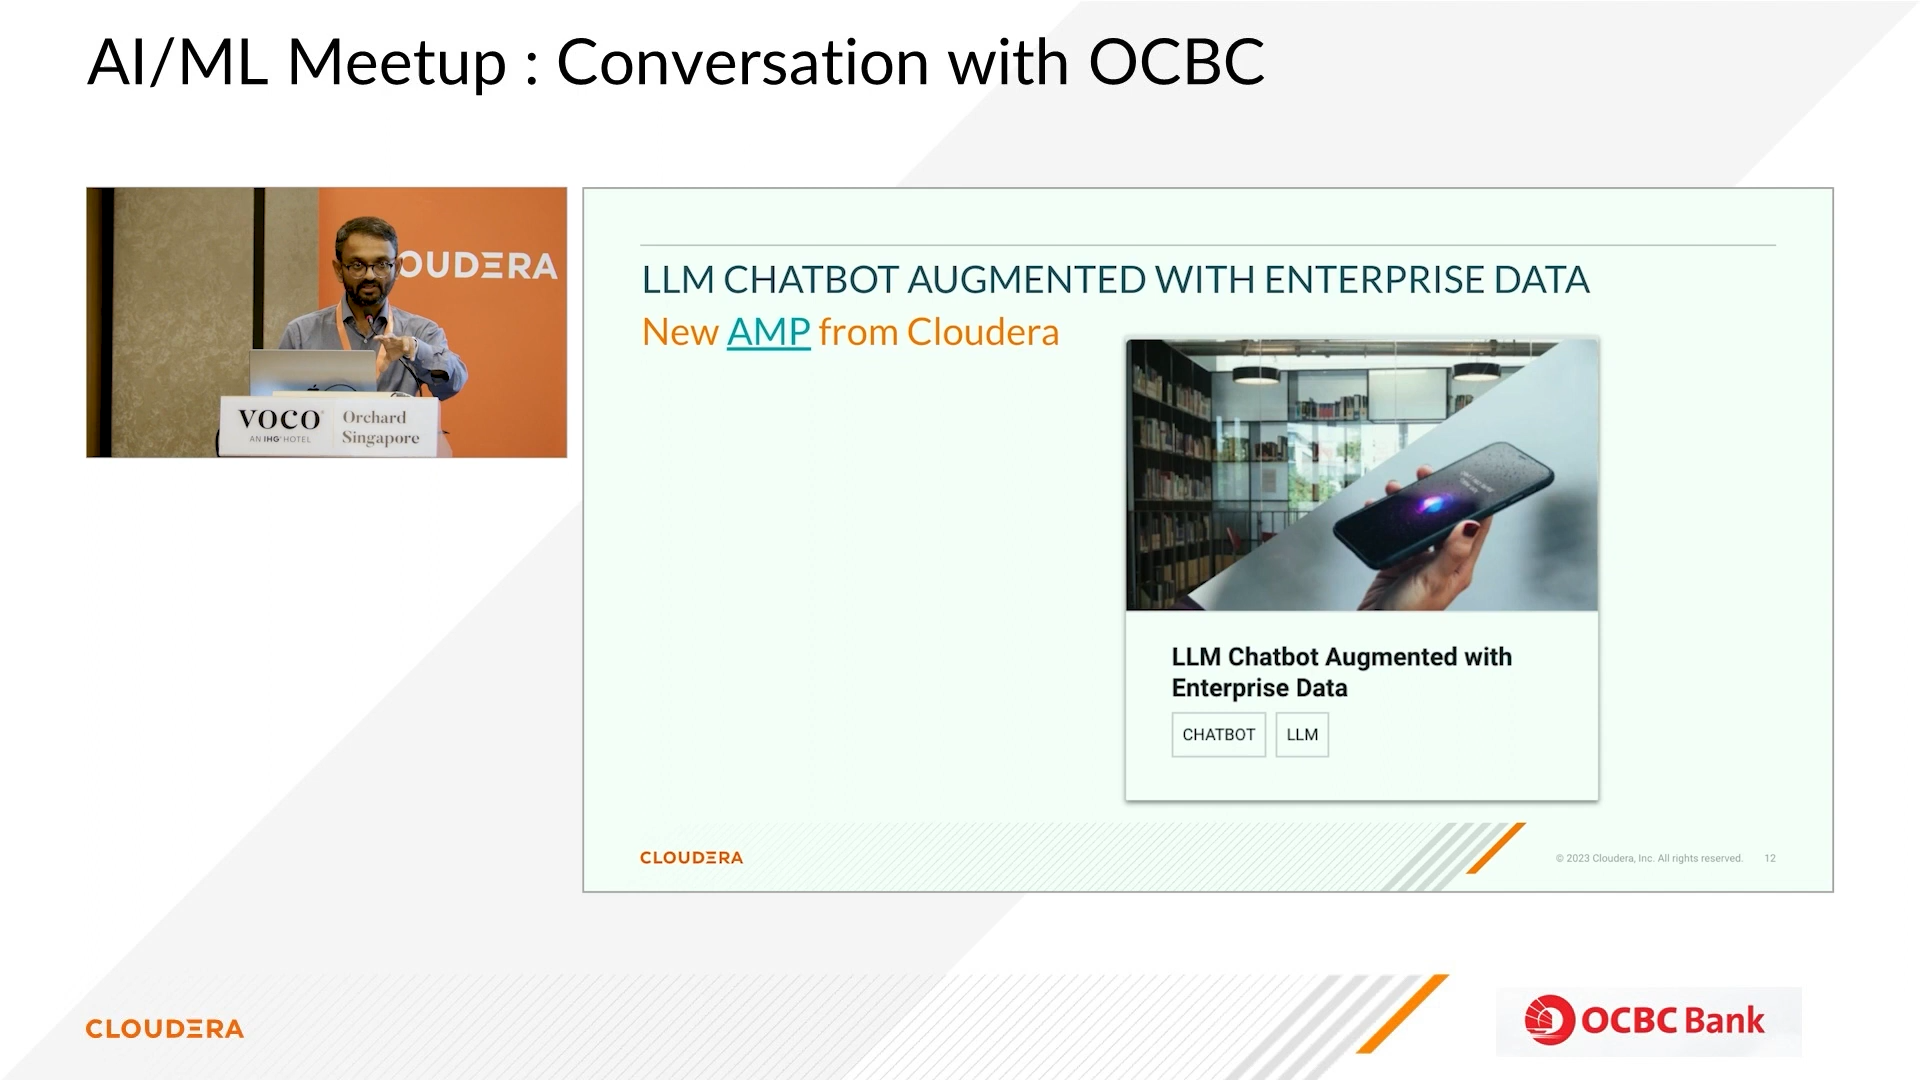 AI/ML Meetup : Conversation with OCBC
OUDERA
VOCO
AN IHG® HOTEL
Orchard
Singapore
LLM CHATBOT AUGMENTED WITH ENTERPRISE DATA
New AMP from Cloudera
LLM Chatbot Augmented with
Enterprise Data
CHATBOT LLM
CLOUDERA
© 2023 Cloudera, Inc. All rights reserved. 12
CLOUDERA
OCBC Bank